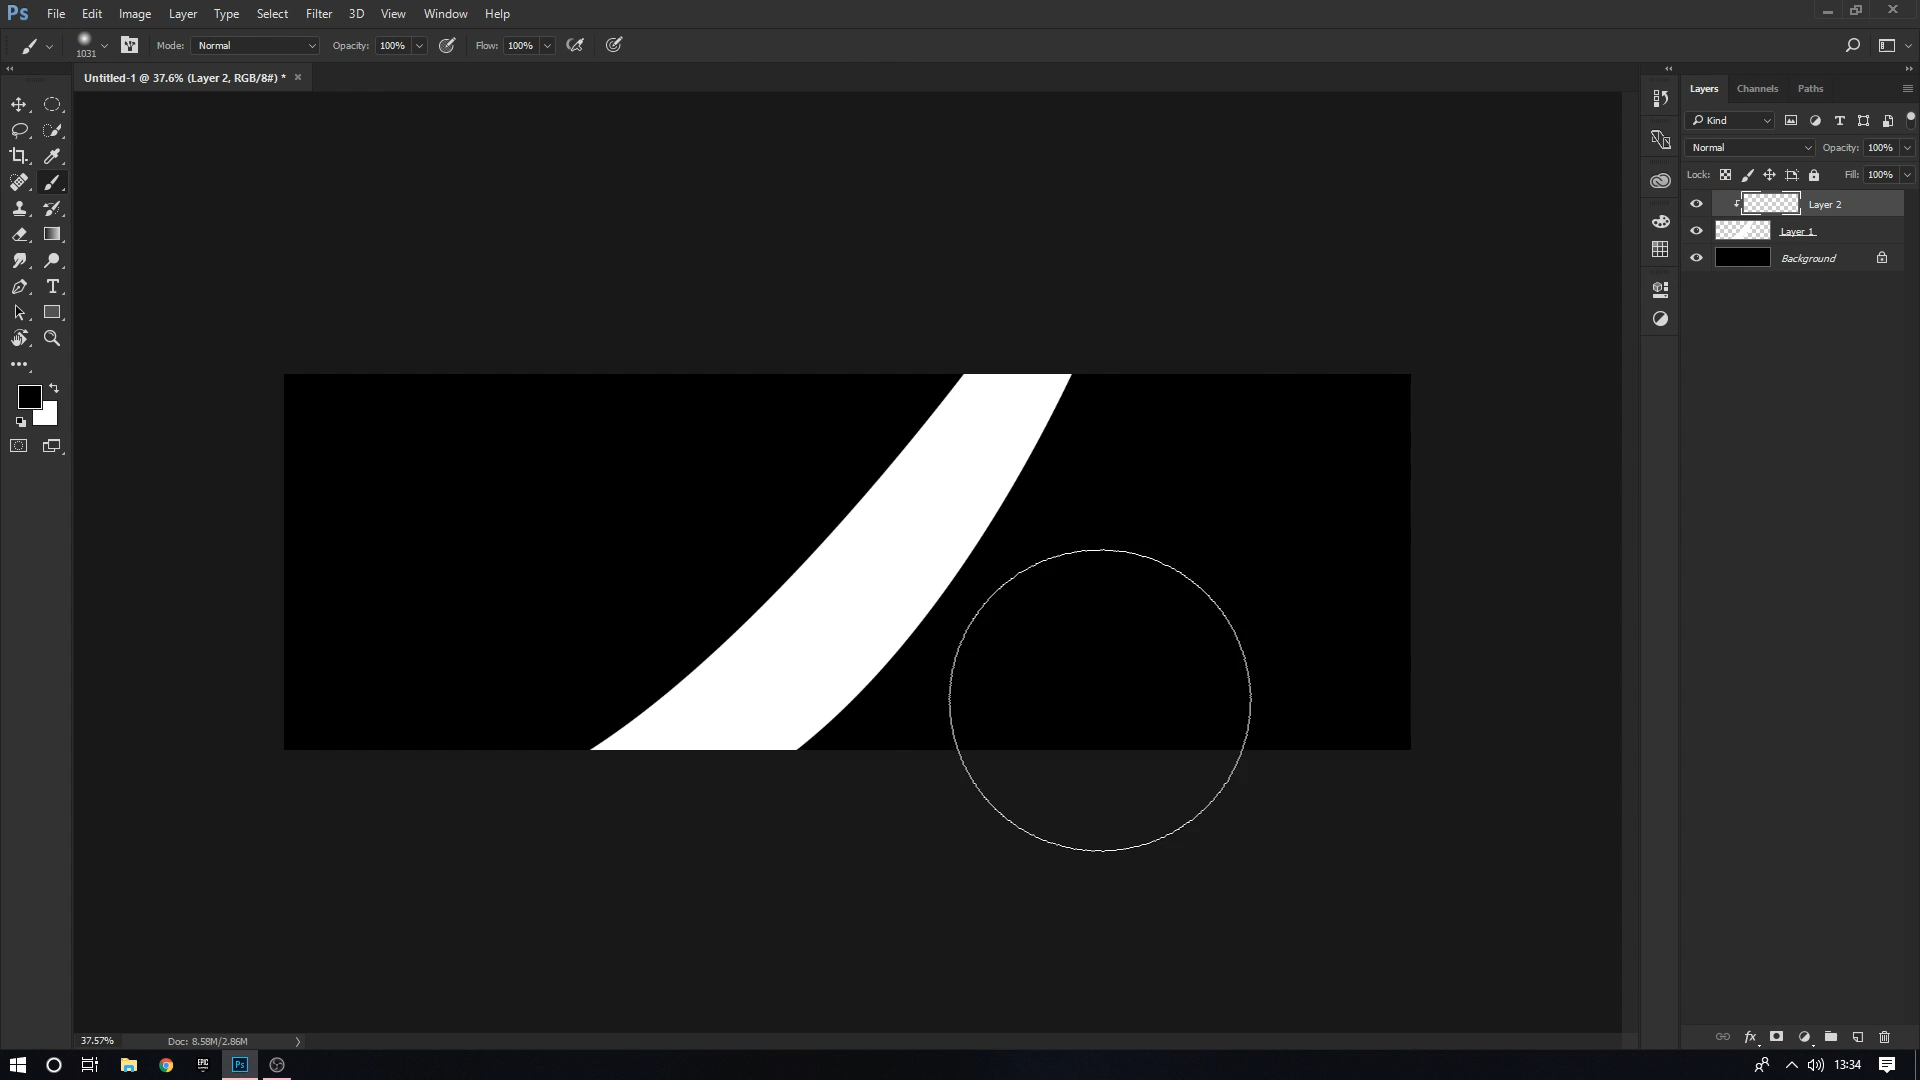 Ps File Edit Image Layer Type Select Filter 3D View Window Help
1031 Mode: Normal Opacity: 100% Flow: 100%
Untitled-1 @ 37.6% (Layer 2, RGB/8#) *
Layers Channels Paths
Kind
Normal Opacity: 100%
Lock: Fill: 100%
Layer 2
Layer 1
Background
37.57% Doc: 8.58M/2.86M
EPIC Ps 13:34